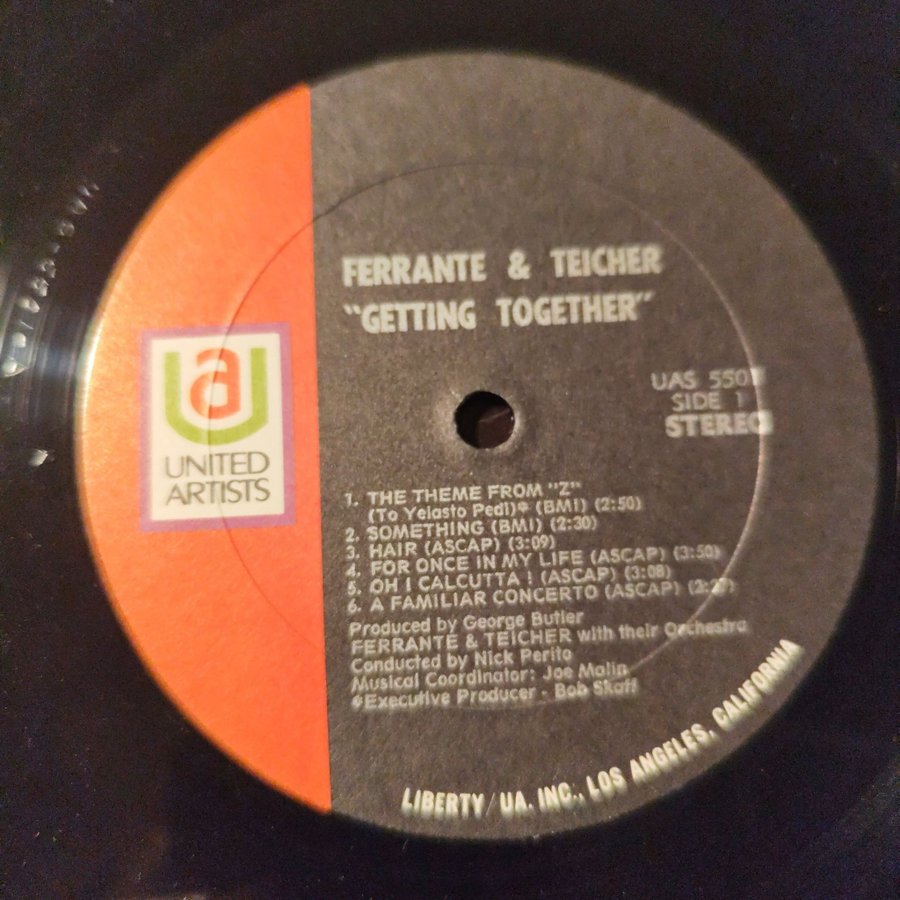 FERRANTE & TEICHER
"GETTING TOGETHER"
ua
UNITED
ARTISTS
UAS
SIDE 1
STEREO
1. THE THEME FROM "Z"
(To Yelasto Pedi)* (BMI) (2:50)
2. SOMETHING (BMI) (2:30)
3. HAIR (ASCAP) (3:09)
4. FOR ONCE IN MY LIFE (ASCAP) (3:50)
5. OH ! CALCUTTA ! (ASCAP) (3:08)
6. A FAMILIAR CONCERTO (ASCAP)
Produced by George Butler
FERRANTE & TEICHER with their Orchestra
Conducted by Nick Perito
Musical Coordinator: Joe Malin
*Executive Producer - Bob Skaff
LIBERTY/UA, INC., LOS ANGELES, CALIFORNIA